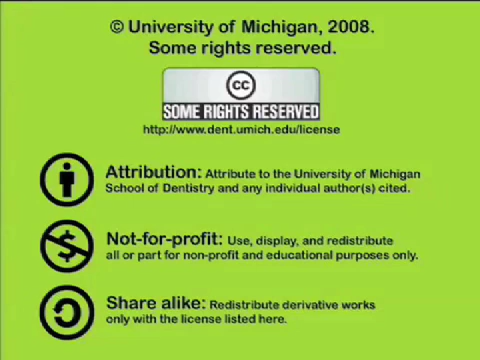 © University of Michigan, 2008.
Some rights reserved.
cc
SOME RIGHTS RESERVED
http://www.dent.umich.edu/license
Attribution: Attribute to the University of Michigan
School of Dentistry and any individual author(s) cited.
Not-for-profit: Use, display, and redistribute
all or part for non-profit and educational purposes only.
Share alike: Redistribute derivative works
only with the license listed here.